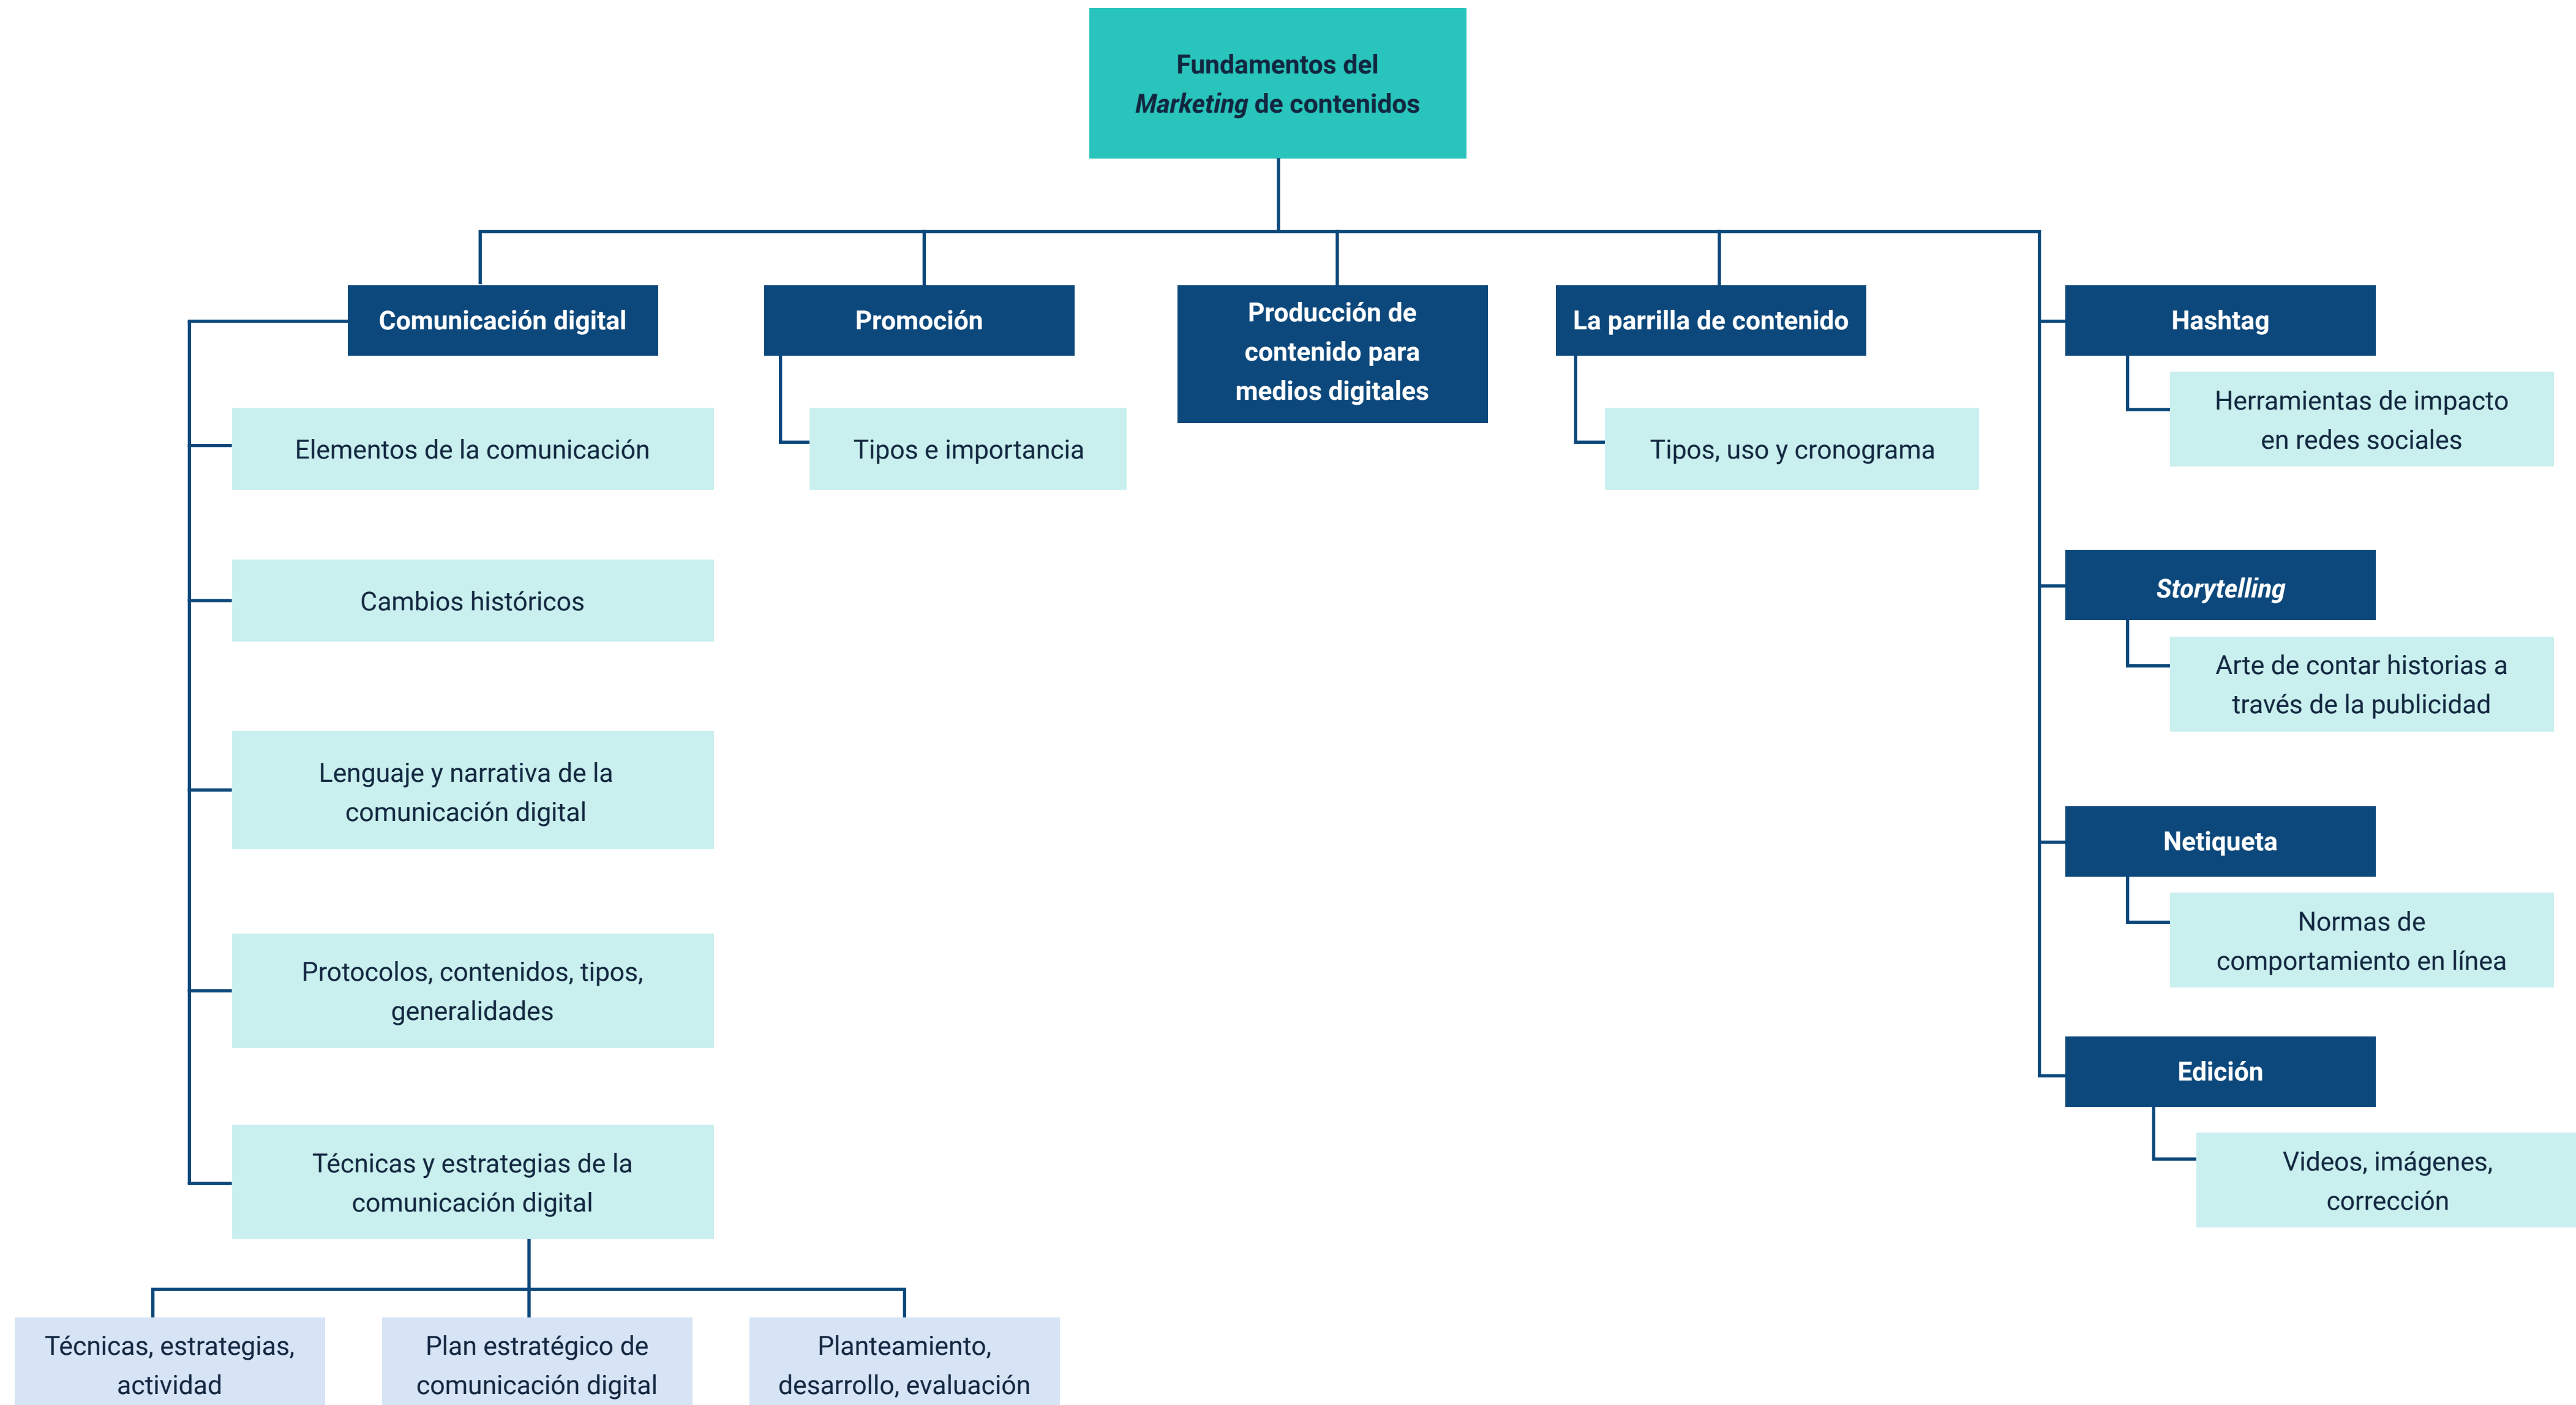 Fundamentos del
Marketing de contenidos
Comunicación digital
Elementos de la comunicación
Cambios históricos
Lenguaje y narrativa de la
comunicación digital
Protocolos, contenidos, tipos,
generalidades
Técnicas y estrategias de la
comunicación digital
Técnicas, estrategias,
actividad
Plan estratégico de
comunicación digital
Planteamiento,
desarrollo, evaluación
Promoción
Tipos e importancia
Producción de
contenido para
medios digitales
La parrilla de contenido
Tipos, uso y cronograma
Hashtag
Herramientas de impacto
en redes sociales
Storytelling
Arte de contar historias a
través de la publicidad
Netiqueta
Normas de
comportamiento en línea
Edición
Videos, imágenes,
corrección